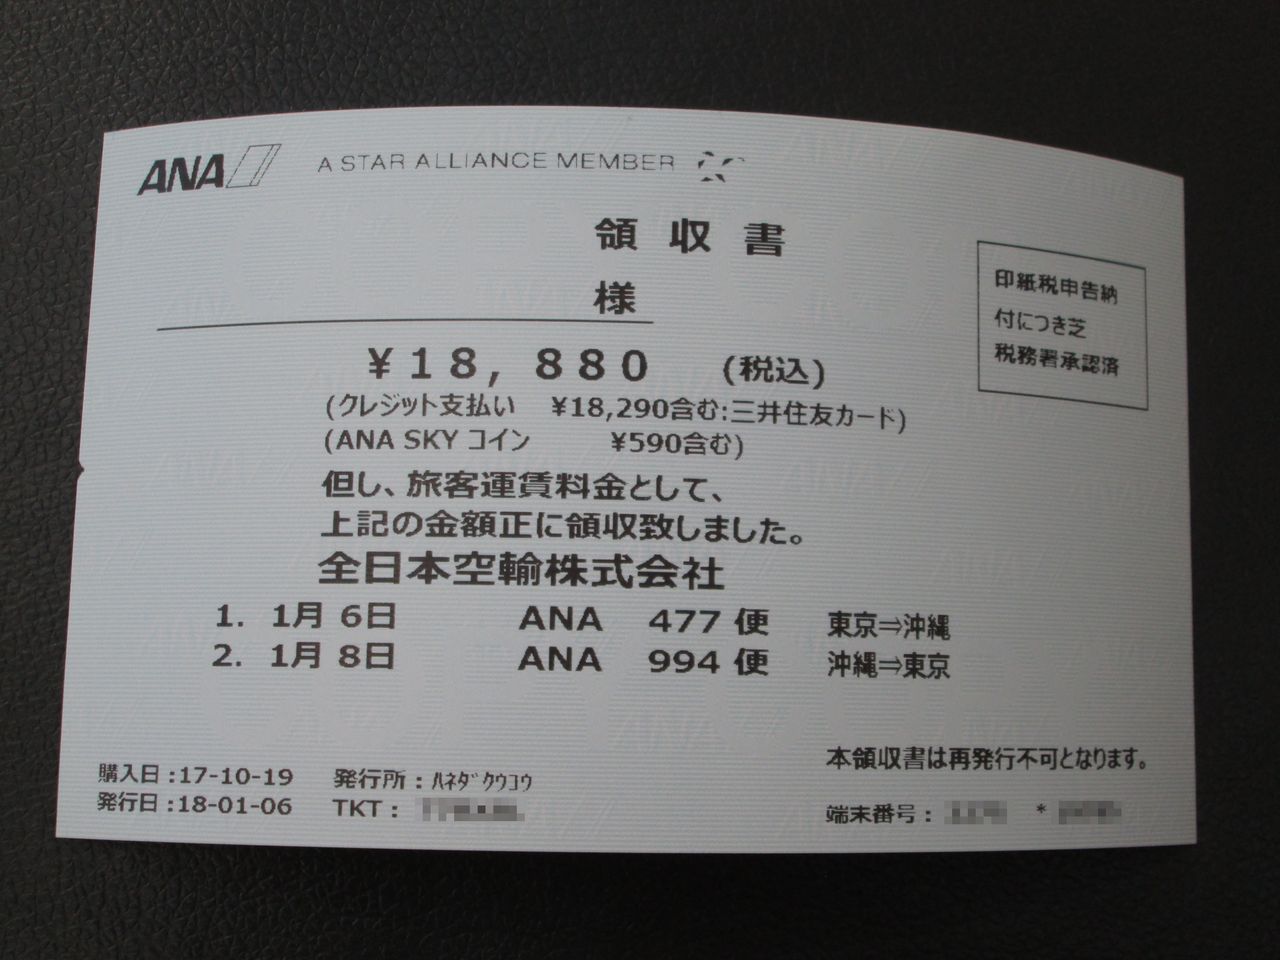 ANA A STAR ALLIANCE MEMBER
領 収 書
様
印紙税申告納
付につき芝
税務署承認済
¥18, 880 (税込)
(クレジット支払い ¥18,290含む:三井住友カード)
(ANA SKY コイン ¥590含む)
但し、旅客運賃料金として、
上記の金額正に領収致しました。
全日本空輸株式会社
1. 1月 6日 ANA 477 便 東京⇒沖縄
2. 1月 8日 ANA 994 便 沖縄⇒東京
本領収書は再発行不可となります。
購入日:17-10-19 発行所:ﾊﾈﾀﾞｸｳｺｳ
発行日:18-01-06 TKT: 端末番号: *